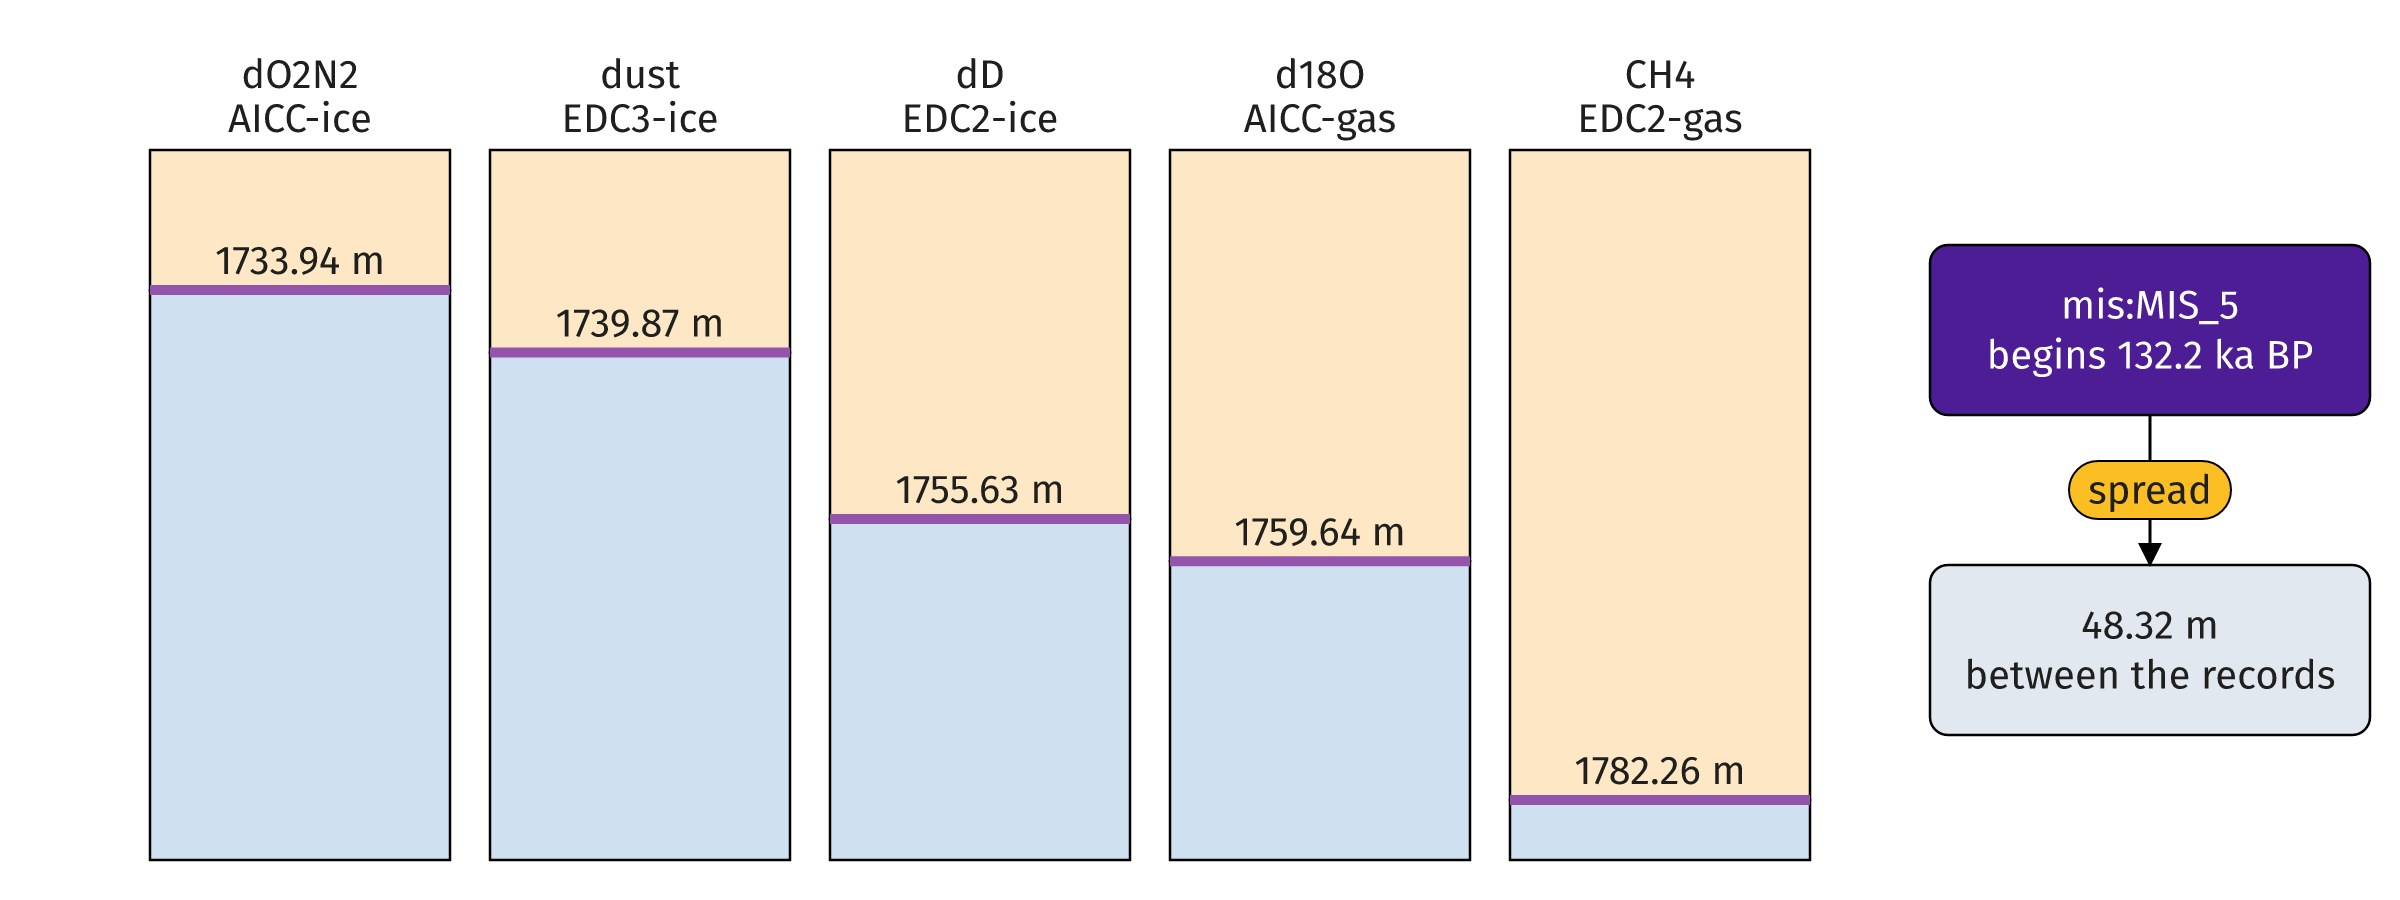 dO2N2
AICC-ice
dust
EDC3-ice
dD
EDC2-ice
d18O
AICC-gas
CH4
EDC2-gas
1733.94 m
1739.87 m
1755.63 m
1759.64 m
1782.26 m
mis:MIS_5
begins 132.2 ka BP
spread
48.32 m
between the records